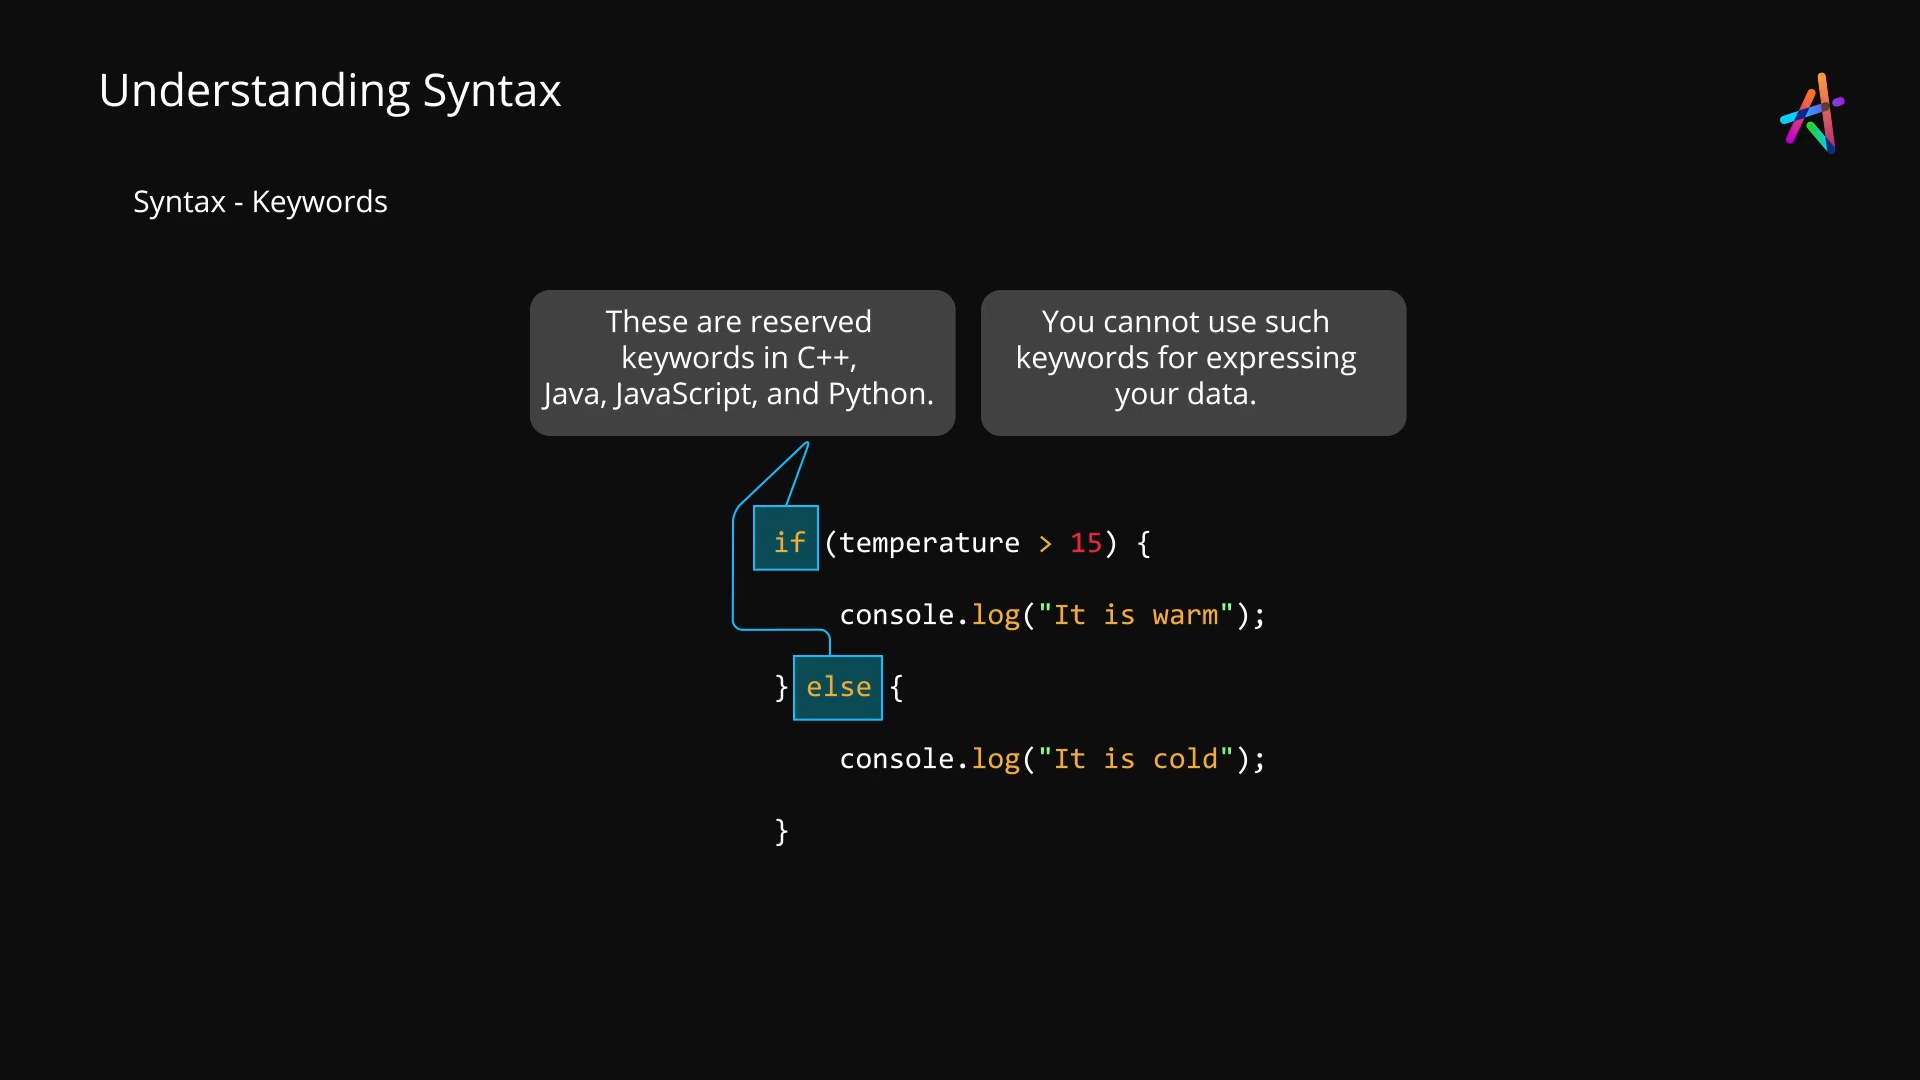 Understanding Syntax
Syntax - Keywords
These are reserved
keywords in C++,
Java, JavaScript, and Python.
You cannot use such
keywords for expressing
your data.
if (temperature > 15) {
console.log("It is warm");
} else {
console.log("It is cold");
}